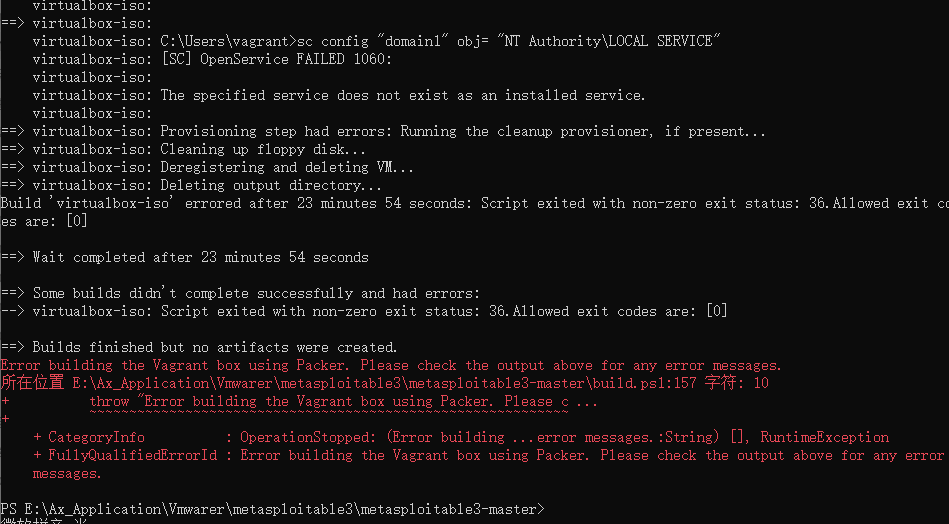 virtualbox-iso:
==> virtualbox-iso:
virtualbox-iso: C:\Users\vagrant>sc config "domain1" obj= "NT Authority\LOCAL SERVICE"
virtualbox-iso: [SC] OpenService FAILED 1060:
virtualbox-iso:
virtualbox-iso: The specified service does not exist as an installed service.
virtualbox-iso:
==> virtualbox-iso: Provisioning step had errors: Running the cleanup provisioner, if present...
==> virtualbox-iso: Cleaning up floppy disk...
==> virtualbox-iso: Deregistering and deleting VM...
==> virtualbox-iso: Deleting output directory...
Build 'virtualbox-iso' errored after 23 minutes 54 seconds: Script exited with non-zero exit status: 36.Allowed exit co
es are: [0]
==> Wait completed after 23 minutes 54 seconds
==> Some builds didn't complete successfully and had errors:
--> virtualbox-iso: Script exited with non-zero exit status: 36.Allowed exit codes are: [0]
==> Builds finished but no artifacts were created.
Error building the Vagrant box using Packer. Please check the output above for any error messages.
所在位置 E:\Ax_Application\Vmwarer\metasploitable3\metasploitable3-master\build.ps1:157 字符: 10
+ throw "Error building the Vagrant box using Packer. Please c ...
+ ~~~~~~~~~~~~~~~~~~~~~~~~~~~~~~~~~~~~~~~~~~~~~~~~~~~~~~~~~~~~
+ CategoryInfo : OperationStopped: (Error building ...error messages.:String) [], RuntimeException
+ FullyQualifiedErrorId : Error building the Vagrant box using Packer. Please check the output above for any error
messages.
PS E:\Ax_Application\Vmwarer\metasploitable3\metasploitable3-master>